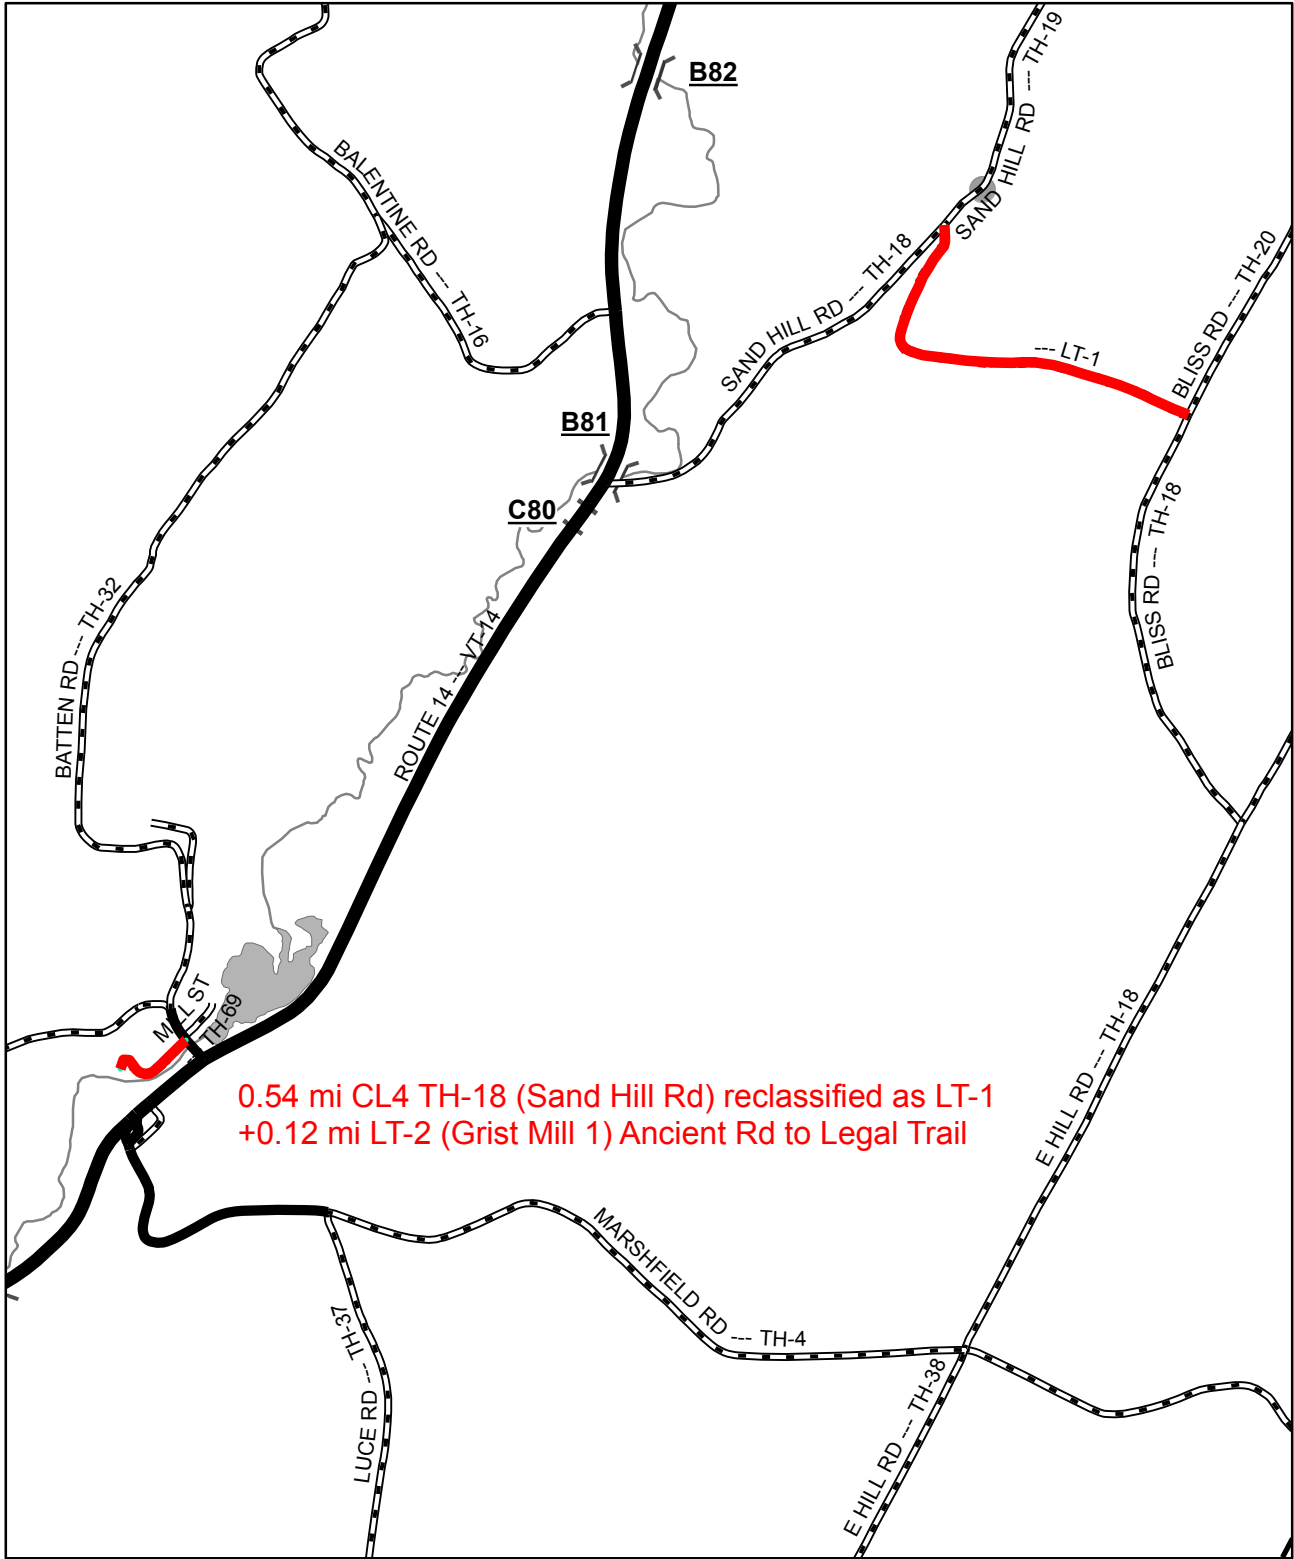 B82
SAND HILL RD --- TH-19
BALENTINE RD --- TH-16
SAND HILL RD --- TH-18
BLISS RD --- TH-20
--- LT-1
B81
C80
BLISS RD --- TH-18
BATTEN RD --- TH-32
ROUTE 14 --- VT-14
MILL ST
TH-69
E HILL RD --- TH-18
0.54 mi CL4 TH-18 (Sand Hill Rd) reclassified as LT-1
+0.12 mi LT-2 (Grist Mill 1) Ancient Rd to Legal Trail
MARSHFIELD RD --- TH-4
LUCE RD --- TH-37
E HILL RD --- TH-38